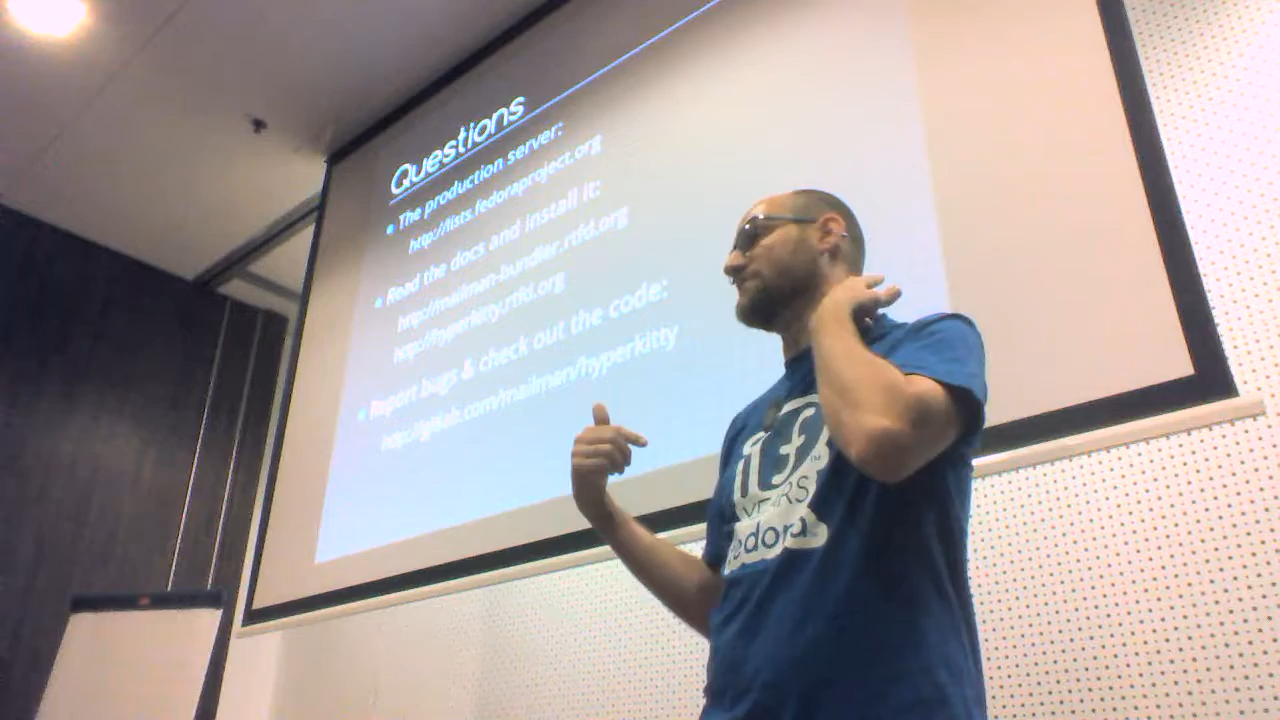 Questions
The production server:
http://lists.fedoraproject.org
Read the docs and install it:
http://mailman-bundler.rtfd.org
http://hyperkitty.rtfd.org
Report bugs & check out the code:
http://gitlab.com/mailman/hyperkitty
YEARS
fedora